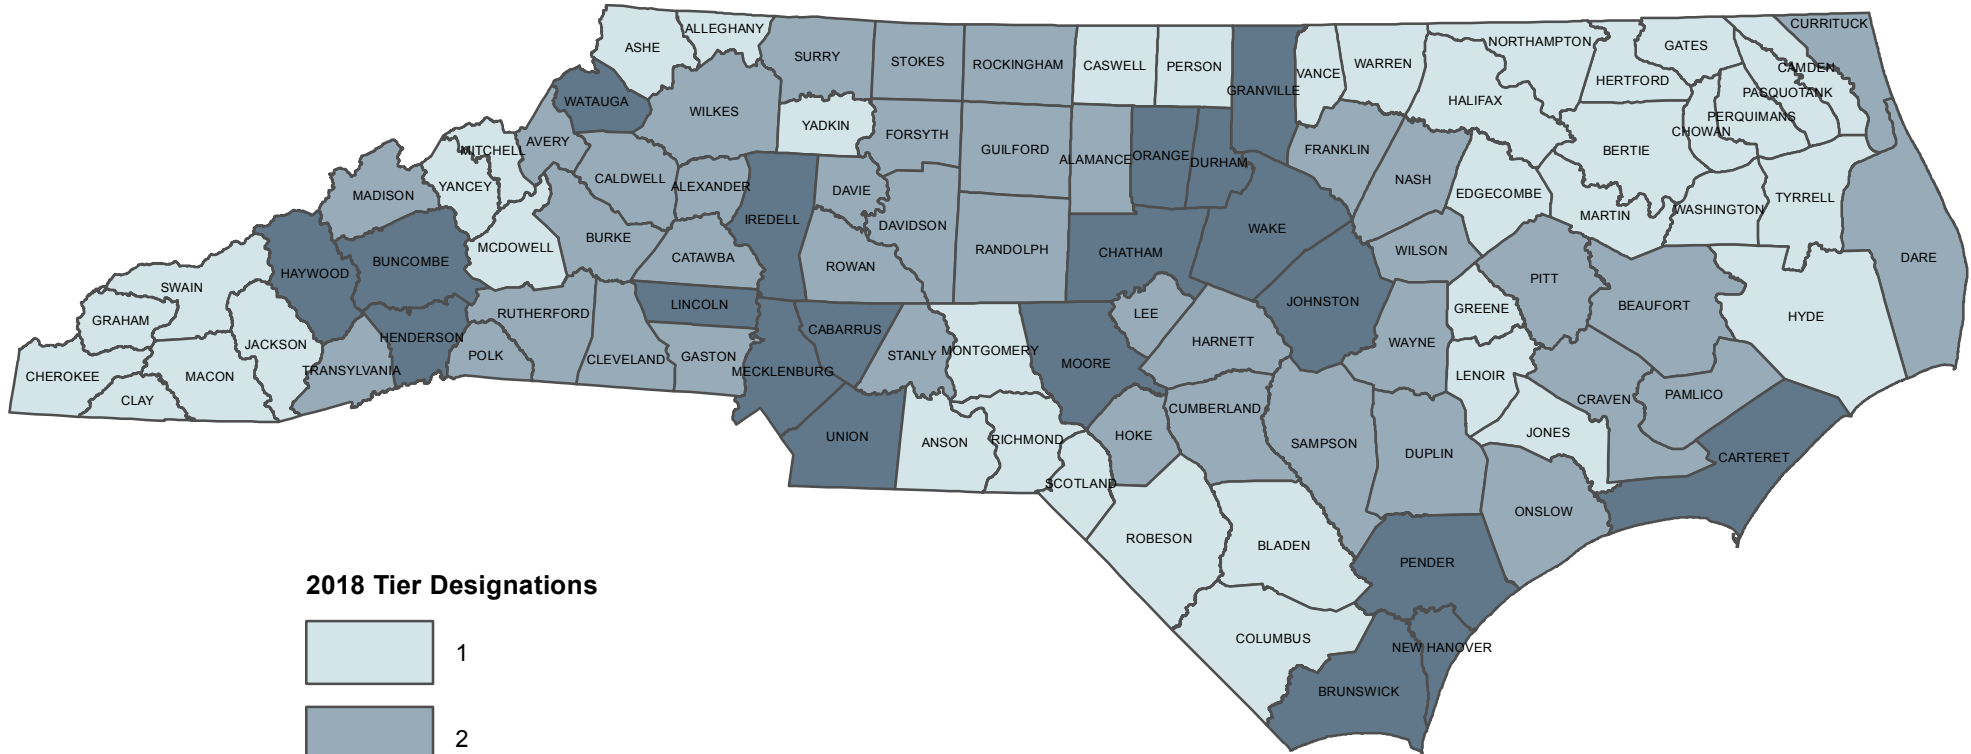 ALLEGHANY
CURRITUCK
ASHE
SURRY
STOKES
ROCKINGHAM
CASWELL
PERSON
VANCE
WARREN
NORTHAMPTON
GATES
CAMDEN
WATAUGA
WILKES
GRANVILLE
HALIFAX
HERTFORD
PASQUOTANK
YADKIN
FORSYTH
PERQUIMANS
CHOWAN
MITCHELL
AVERY
GUILFORD
ALAMANCE
ORANGE
DURHAM
FRANKLIN
BERTIE
MADISON
YANCEY
CALDWELL
ALEXANDER
DAVIE
NASH
EDGECOMBE
TYRRELL
MCDOWELL
BURKE
IREDELL
DAVIDSON
RANDOLPH
WAKE
MARTIN
WASHINGTON
HAYWOOD
BUNCOMBE
CATAWBA
ROWAN
CHATHAM
WILSON
PITT
DARE
SWAIN
RUTHERFORD
LINCOLN
JOHNSTON
GREENE
BEAUFORT
GRAHAM
HENDERSON
CABARRUS
LEE
HYDE
JACKSON
POLK
CLEVELAND
GASTON
STANLY
MONTGOMERY
HARNETT
WAYNE
CHEROKEE
MACON
TRANSYLVANIA
MECKLENBURG
MOORE
LENOIR
CLAY
CUMBERLAND
CRAVEN
PAMLICO
UNION
ANSON
RICHMOND
HOKE
SAMPSON
DUPLIN
JONES
CARTERET
SCOTLAND
ONSLOW
ROBESON
BLADEN
PENDER
COLUMBUS
NEW HANOVER
BRUNSWICK
2018 Tier Designations
1
2